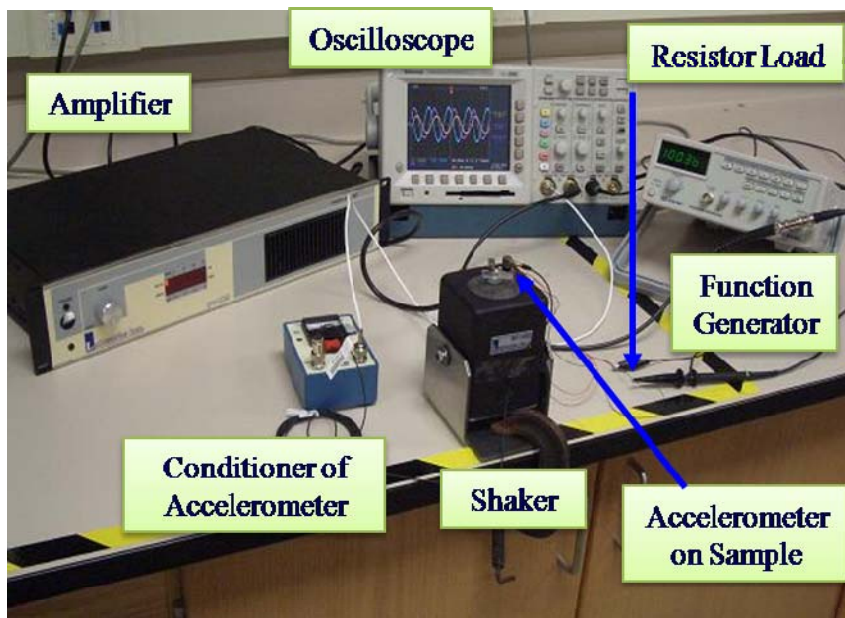 Oscilloscope
Resistor Load
Amplifier
Function
Generator
Conditioner of
Accelerometer
Shaker
Accelerometer
on Sample